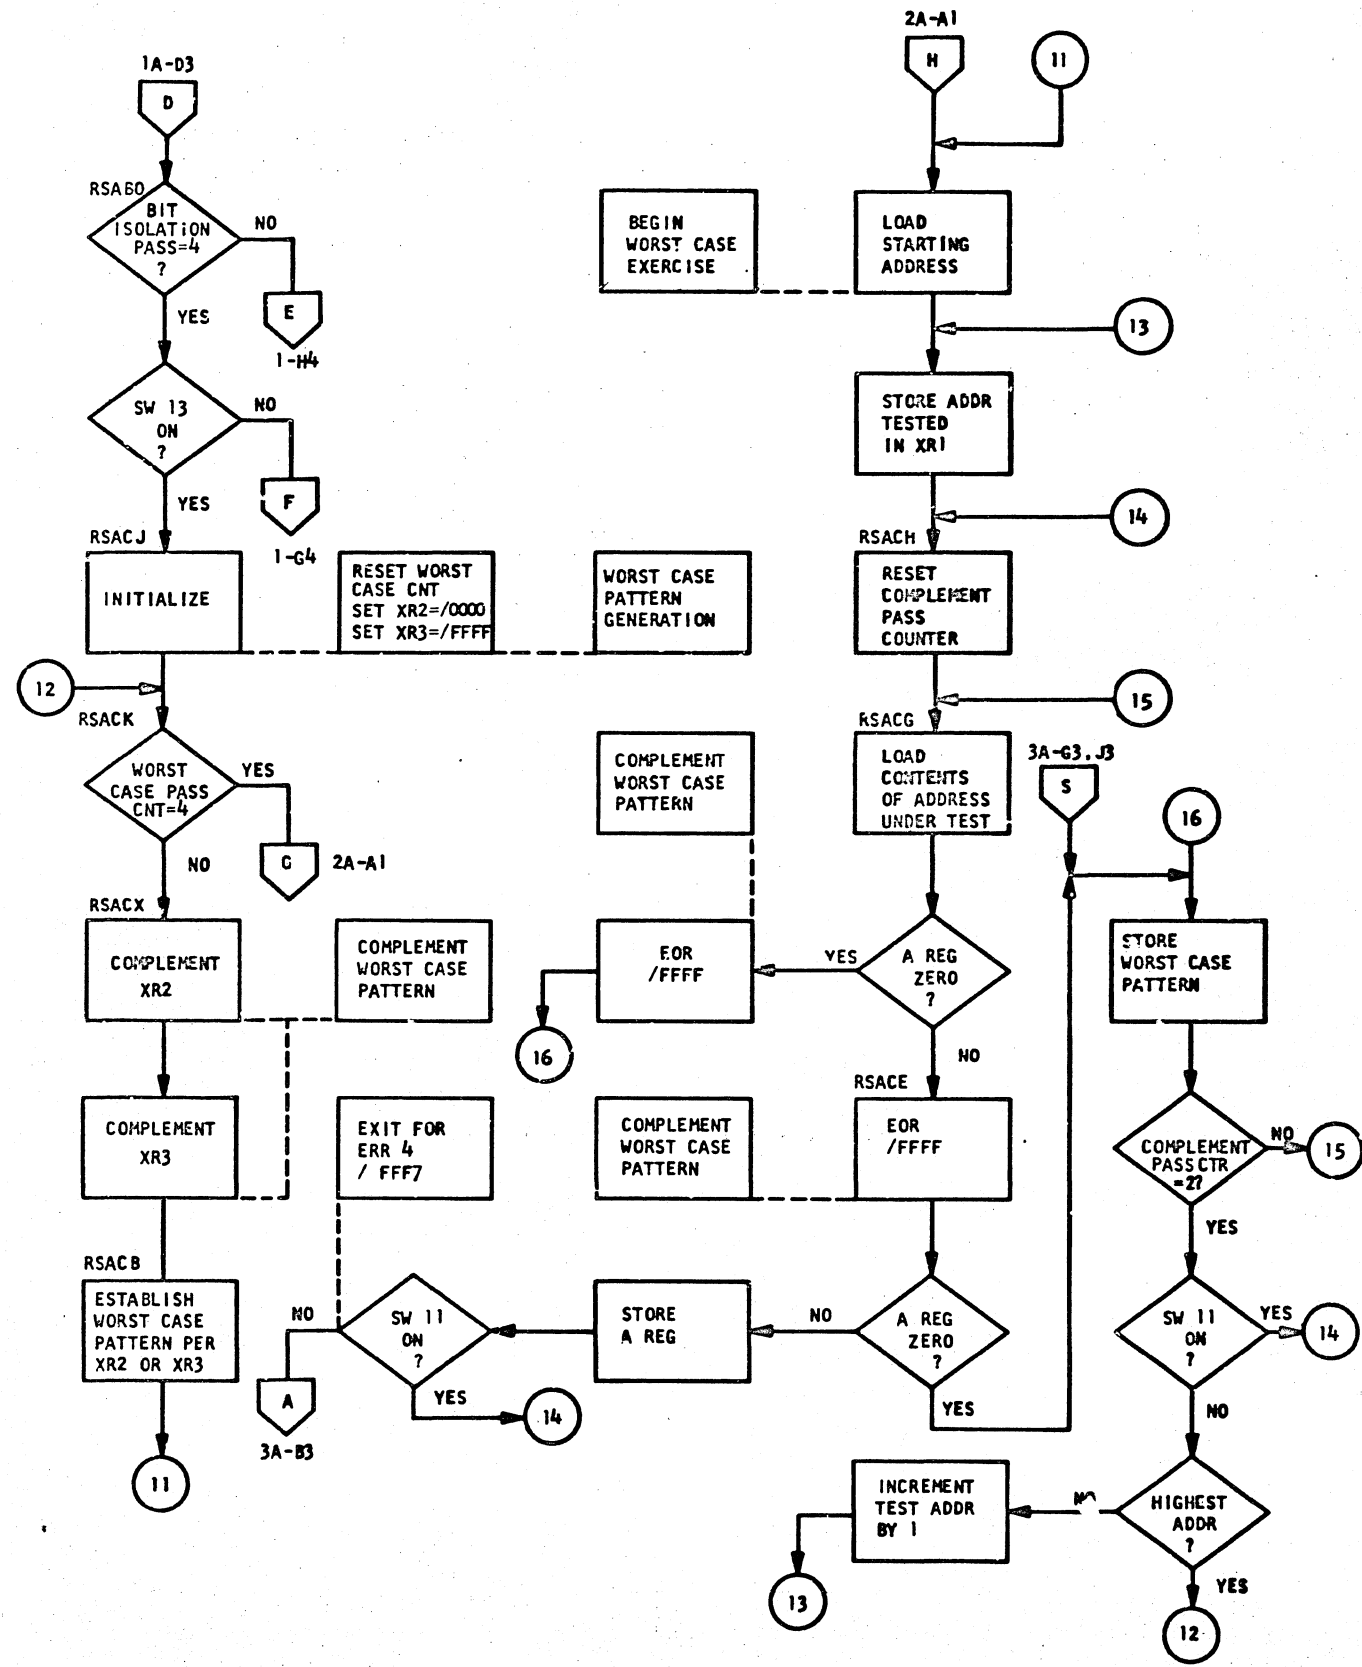 1A-D3
D
RSABO
BIT
ISOLATION
PASS=4
?
NO
E
1-H4
YES
SW 13
ON
?
NO
F
1-G4
YES
RSACJ
INITIALIZE
RESET WORST
CASE CNT
SET XR2=/0000
SET XR3=/FFFF
WORST CASE
PATTERN
GENERATION
12
RSACK
WORST
CASE PASS
CNT=4
YES
G
2A-A1
NO
RSACX
COMPLEMENT
XR2
COMPLEMENT
WORST CASE
PATTERN
COMPLEMENT
XR3
RSACB
ESTABLISH
WORST CASE
PATTERN PER
XR2 OR XR3
11
2A-A1
H
11
BEGIN
WORST CASE
EXERCISE
LOAD
STARTING
ADDRESS
13
STORE ADDR
TESTED
IN XR1
14
RSACH
RESET
COMPLEMENT
PASS
COUNTER
15
RSACG
LOAD
CONTENTS
OF ADDRESS
UNDER TEST
COMPLEMENT
WORST CASE
PATTERN
A REG
ZERO
?
YES
EOR
/FFFF
16
NO
RSACE
EOR
/FFFF
COMPLEMENT
WORST CASE
PATTERN
A REG
ZERO
?
NO
STORE
A REG
SW 11
ON
?
YES
14
NO
EXIT FOR
ERR 4
/ FFF7
A
3A-B3
YES
3A-G3,J3
S
16
STORE
WORST CASE
PATTERN
COMPLEMENT
PASS CTR
=2?
NO
15
YES
SW 11
ON
?
YES
14
NO
HIGHEST
ADDR
?
NO
INCREMENT
TEST ADDR
BY 1
13
YES
12